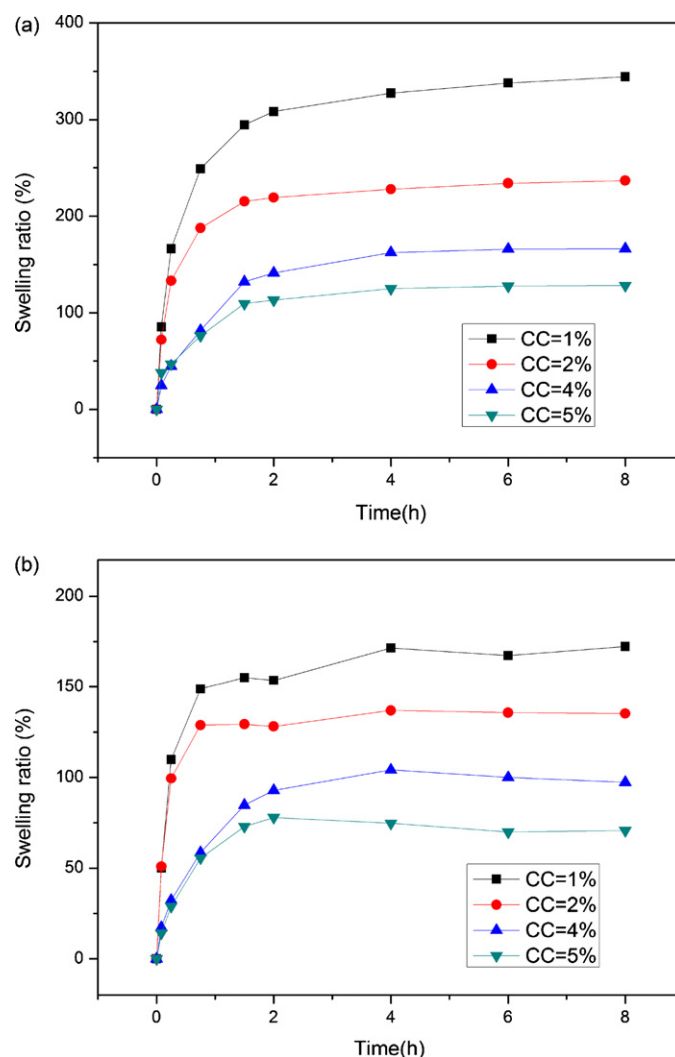 (a)
400
300
200
100
0
Swelling ratio (%)
CC=1%
CC=2%
CC=4%
CC=5%
0 2 4 6 8
Time(h)
(b)
200
150
100
50
0
Swelling ratio (%)
CC=1%
CC=2%
CC=4%
CC=5%
0 2 4 6 8
Time(h)